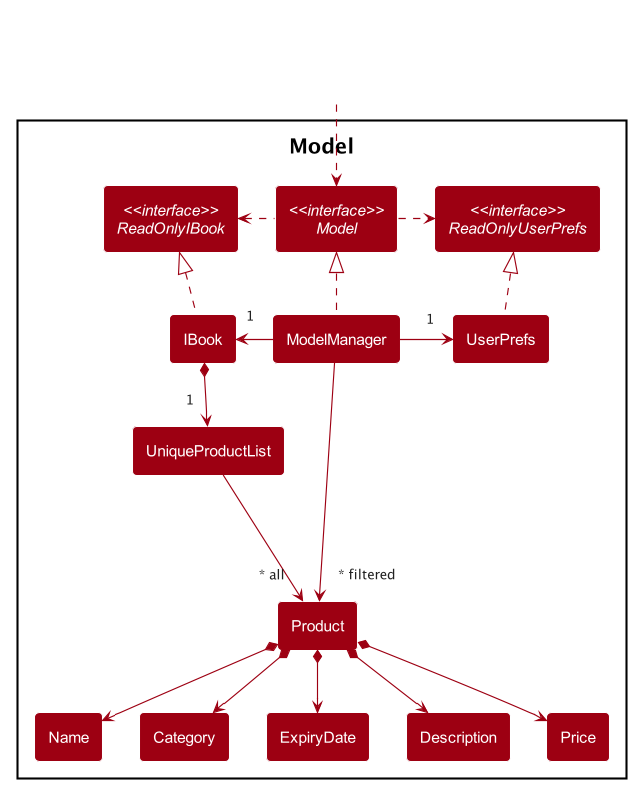 Model
<<interface>>
ReadOnlyIBook
<<interface>>
Model
<<interface>>
ReadOnlyUserPrefs
IBook
1
ModelManager
1
UserPrefs
1
UniqueProductList
* all
* filtered
Product
Name
Category
ExpiryDate
Description
Price